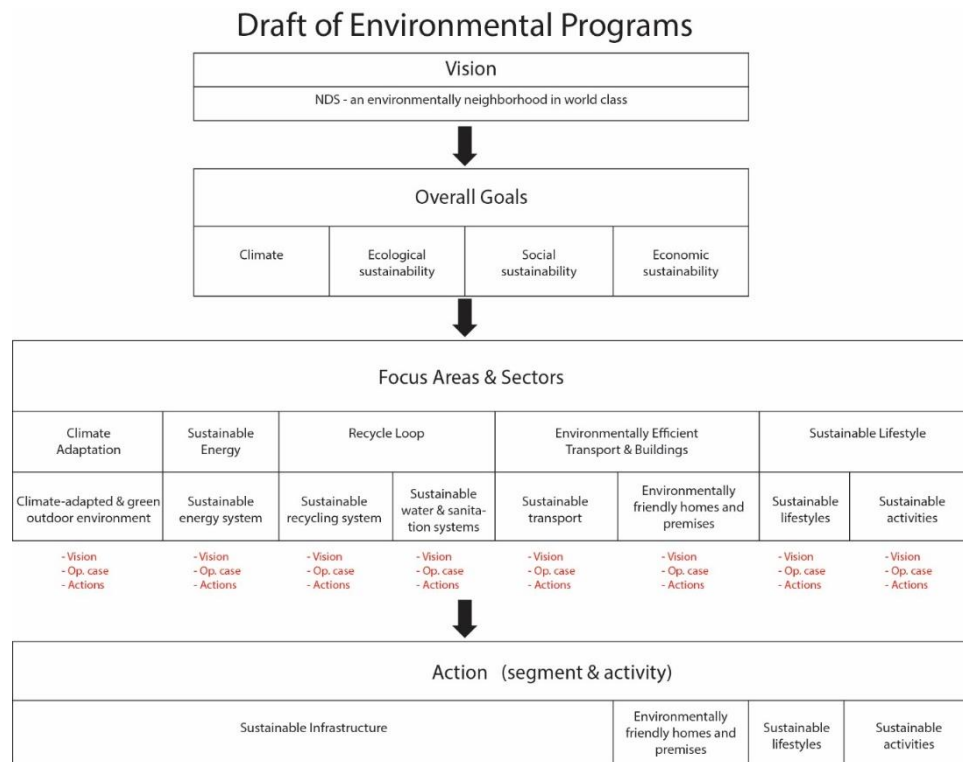 Draft of Environmental Programs
Vision
NDS - an environmentally neighborhood in world class
Overall Goals
Climate
Ecological
sustainability
Social
sustainability
Economic
sustainability
Focus Areas & Sectors
Climate
Adaptation
Sustainable
Energy
Recycle Loop
Environmentally Efficient
Transport & Buildings
Sustainable Lifestyle
Climate-adapted & green
outdoor environment
Sustainable
energy system
Sustainable
recycling system
Sustainable
water & sanita-
tion systems
Sustainable
transport
Environmentally
friendly homes and
premises
Sustainable
lifestyles
Sustainable
activities
- Vision
- Op. case
- Actions
- Vision
- Op. case
- Actions
- Vision
- Op. case
- Actions
- Vision
- Op. case
- Actions
- Vision
- Op. case
- Actions
- Vision
- Op. case
- Actions
- Vision
- Op. case
- Actions
- Vision
- Op. case
- Actions
Action (segment & activity)
Sustainable Infrastructure
Environmentally
friendly homes and
premises
Sustainable
lifestyles
Sustainable
activities